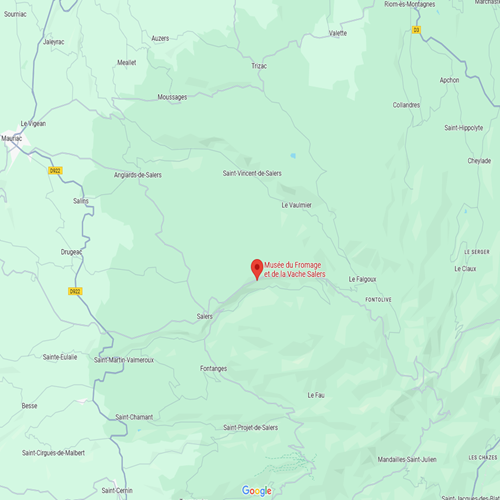 Riom-ès-Montagnes
Marchastel
Soumiac
Valette
D3
Auzers
Jaleyrac
Meallet
Trizac
Apchon
Moussages
Collandres
Le Vigean
Saint-Hippolyte
Mauriac
Cheylade
D922
Anglards-de-Salers
Saint-Vincent-de-Salers
Salins
Le Vaulmier
Drugeac
LE SERGER
Le Claux
Musée du Fromage
et de la Vache Salers
Le Falgoux
D922
FONTOLIVE
Salers
Sainte-Eulalie
Saint-Martin-Valmeroux
Fontanges
Le Fau
Besse
Saint-Chamant
Saint-Projet-de-Salers
Saint-Cirgues-de-Malbert
Mandailles-Saint-Julien
LES CHAZES
Saint-Cernin
Google